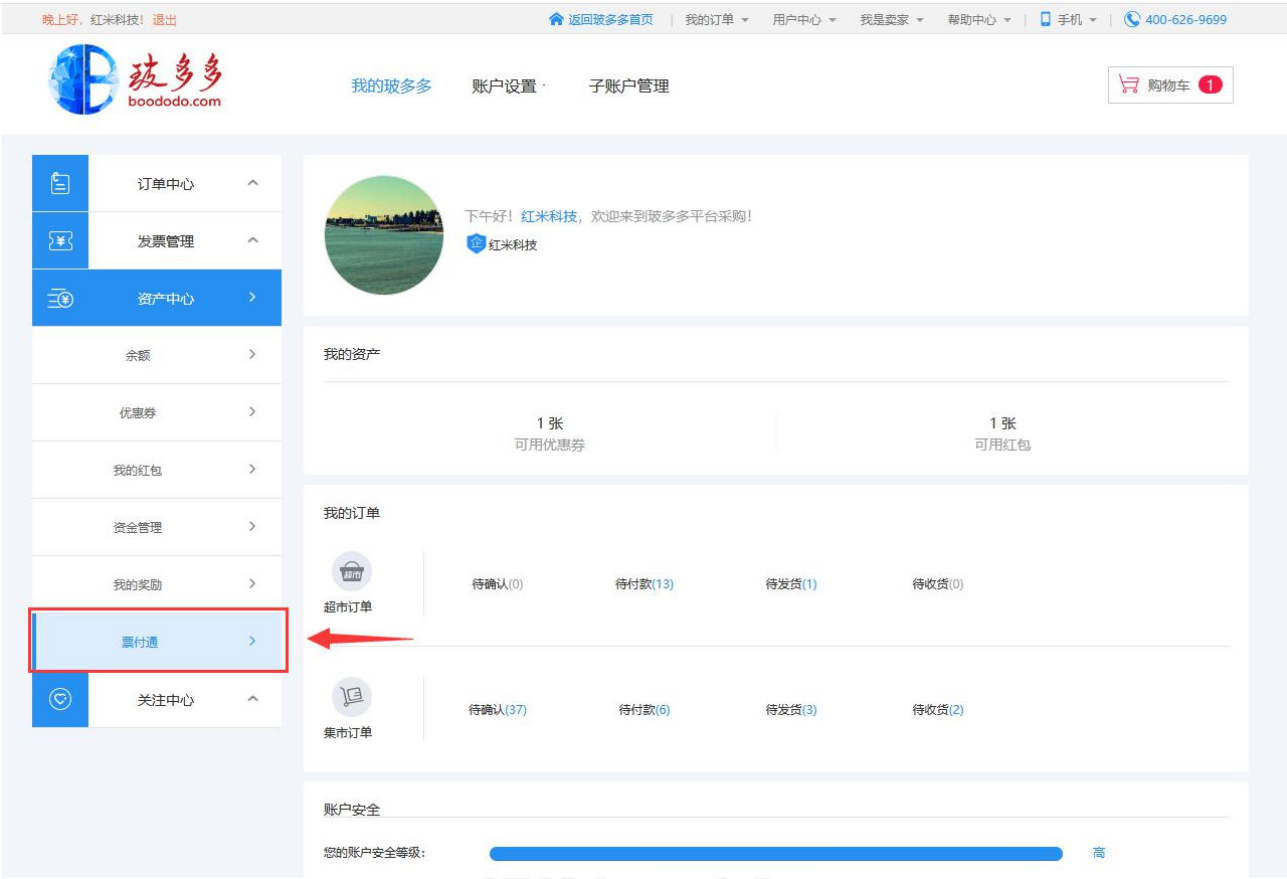 晚上好, 红米科技! 退出
返回玻多多首页 我的订单 用户中心 我是卖家 帮助中心 手机 400-626-9699
玻多多
boododo.com
我的玻多多 账户设置 子账户管理
购物车 1
订单中心
发票管理
资产中心
余额
优惠券
我的红包
资金管理
我的奖励
票付通
关注中心
下午好! 红米科技, 欢迎来到玻多多平台采购!
企 红米科技
我的资产
1 张 1 张
可用优惠券 可用红包
我的订单
超市
超市订单 待确认(0) 待付款(13) 待发货(1) 待收货(0)
集市订单 待确认(37) 待付款(6) 待发货(3) 待收货(2)
账户安全
您的账户安全等级: 高